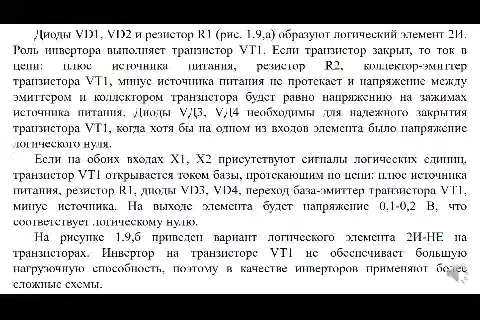 Диоды VD1, VD2 и резистор R1 (рис. 1.9,а) образуют логический элемент 2И.
Роль инвертора выполняет транзистор VT1. Если транзистор закрыт, то ток в
цепи: плюс источника питания, резистор R2, коллектор-эмиттер
транзистора VT1, минус источника питания не протекает и напряжение между
эмиттером и коллектором транзистора будет равно напряжению на зажимах
источника питания. Диоды VД3, VД4 необходимы для надежного закрытия
транзистора VT1, когда хотя бы на одном из входов элемента было напряжение
логического нуля.
Если на обоих входах X1, X2 присутствуют сигналы логических единиц,
транзистор VT1 открывается током базы, протекающим по цепи: плюс источника
питания, резистор R1, диоды VD3, VD4, переход база-эмиттер транзистора VT1,
минус источника. На выходе элемента будет напряжение 0.1-0,2 В, что
соответствует логическому нулю.
На рисунке 1.9,б приведен вариант логического элемента 2И-НЕ на
транзисторах. Инвертор на транзисторе VT1 не обеспечивает большую
нагрузочную способность, поэтому в качестве инверторов применяют более
сложные схемы.